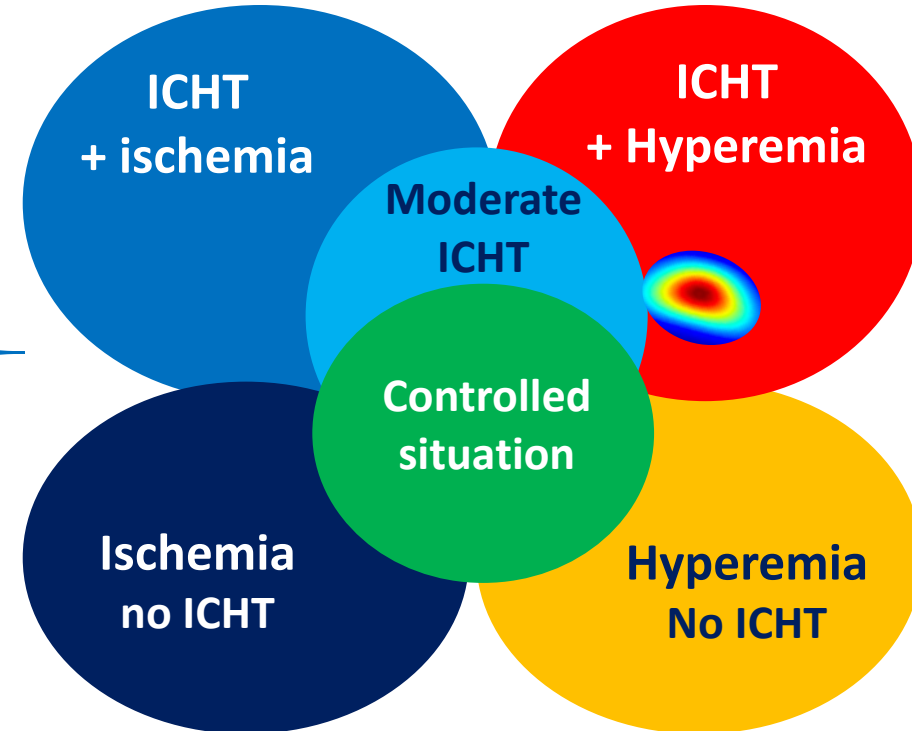 ICHT
+ ischemia
ICHT
+ Hyperemia
Moderate
ICHT
Controlled
situation
Ischemia
no ICHT
Hyperemia
No ICHT